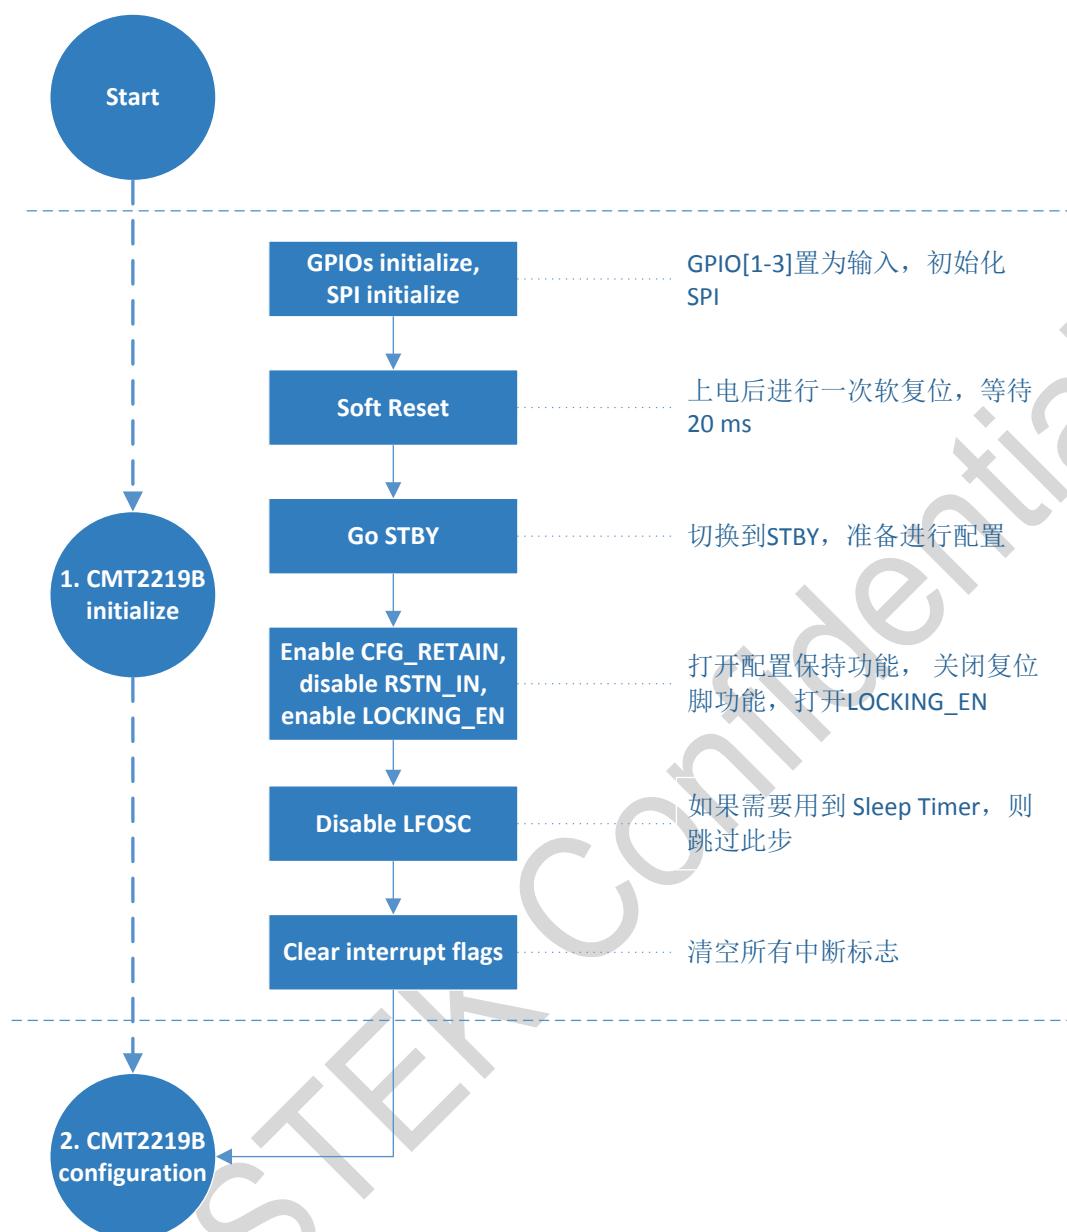 Start
GPIOs initialize,
SPI initialize
GPIO[1-3]置为输入，初始化
SPI
Soft Reset
上电后进行一次软复位，等待
20 ms
Go STBY
切换到STBY，准备进行配置
1. CMT2219B
initialize
Enable CFG_RETAIN,
disable RSTN_IN,
enable LOCKING_EN
打开配置保持功能， 关闭复位
脚功能，打开LOCKING_EN
Disable LFOSC
如果需要用到 Sleep Timer，则
跳过此步
Clear interrupt flags
清空所有中断标志
2. CMT2219B
configuration
STEK Confidential